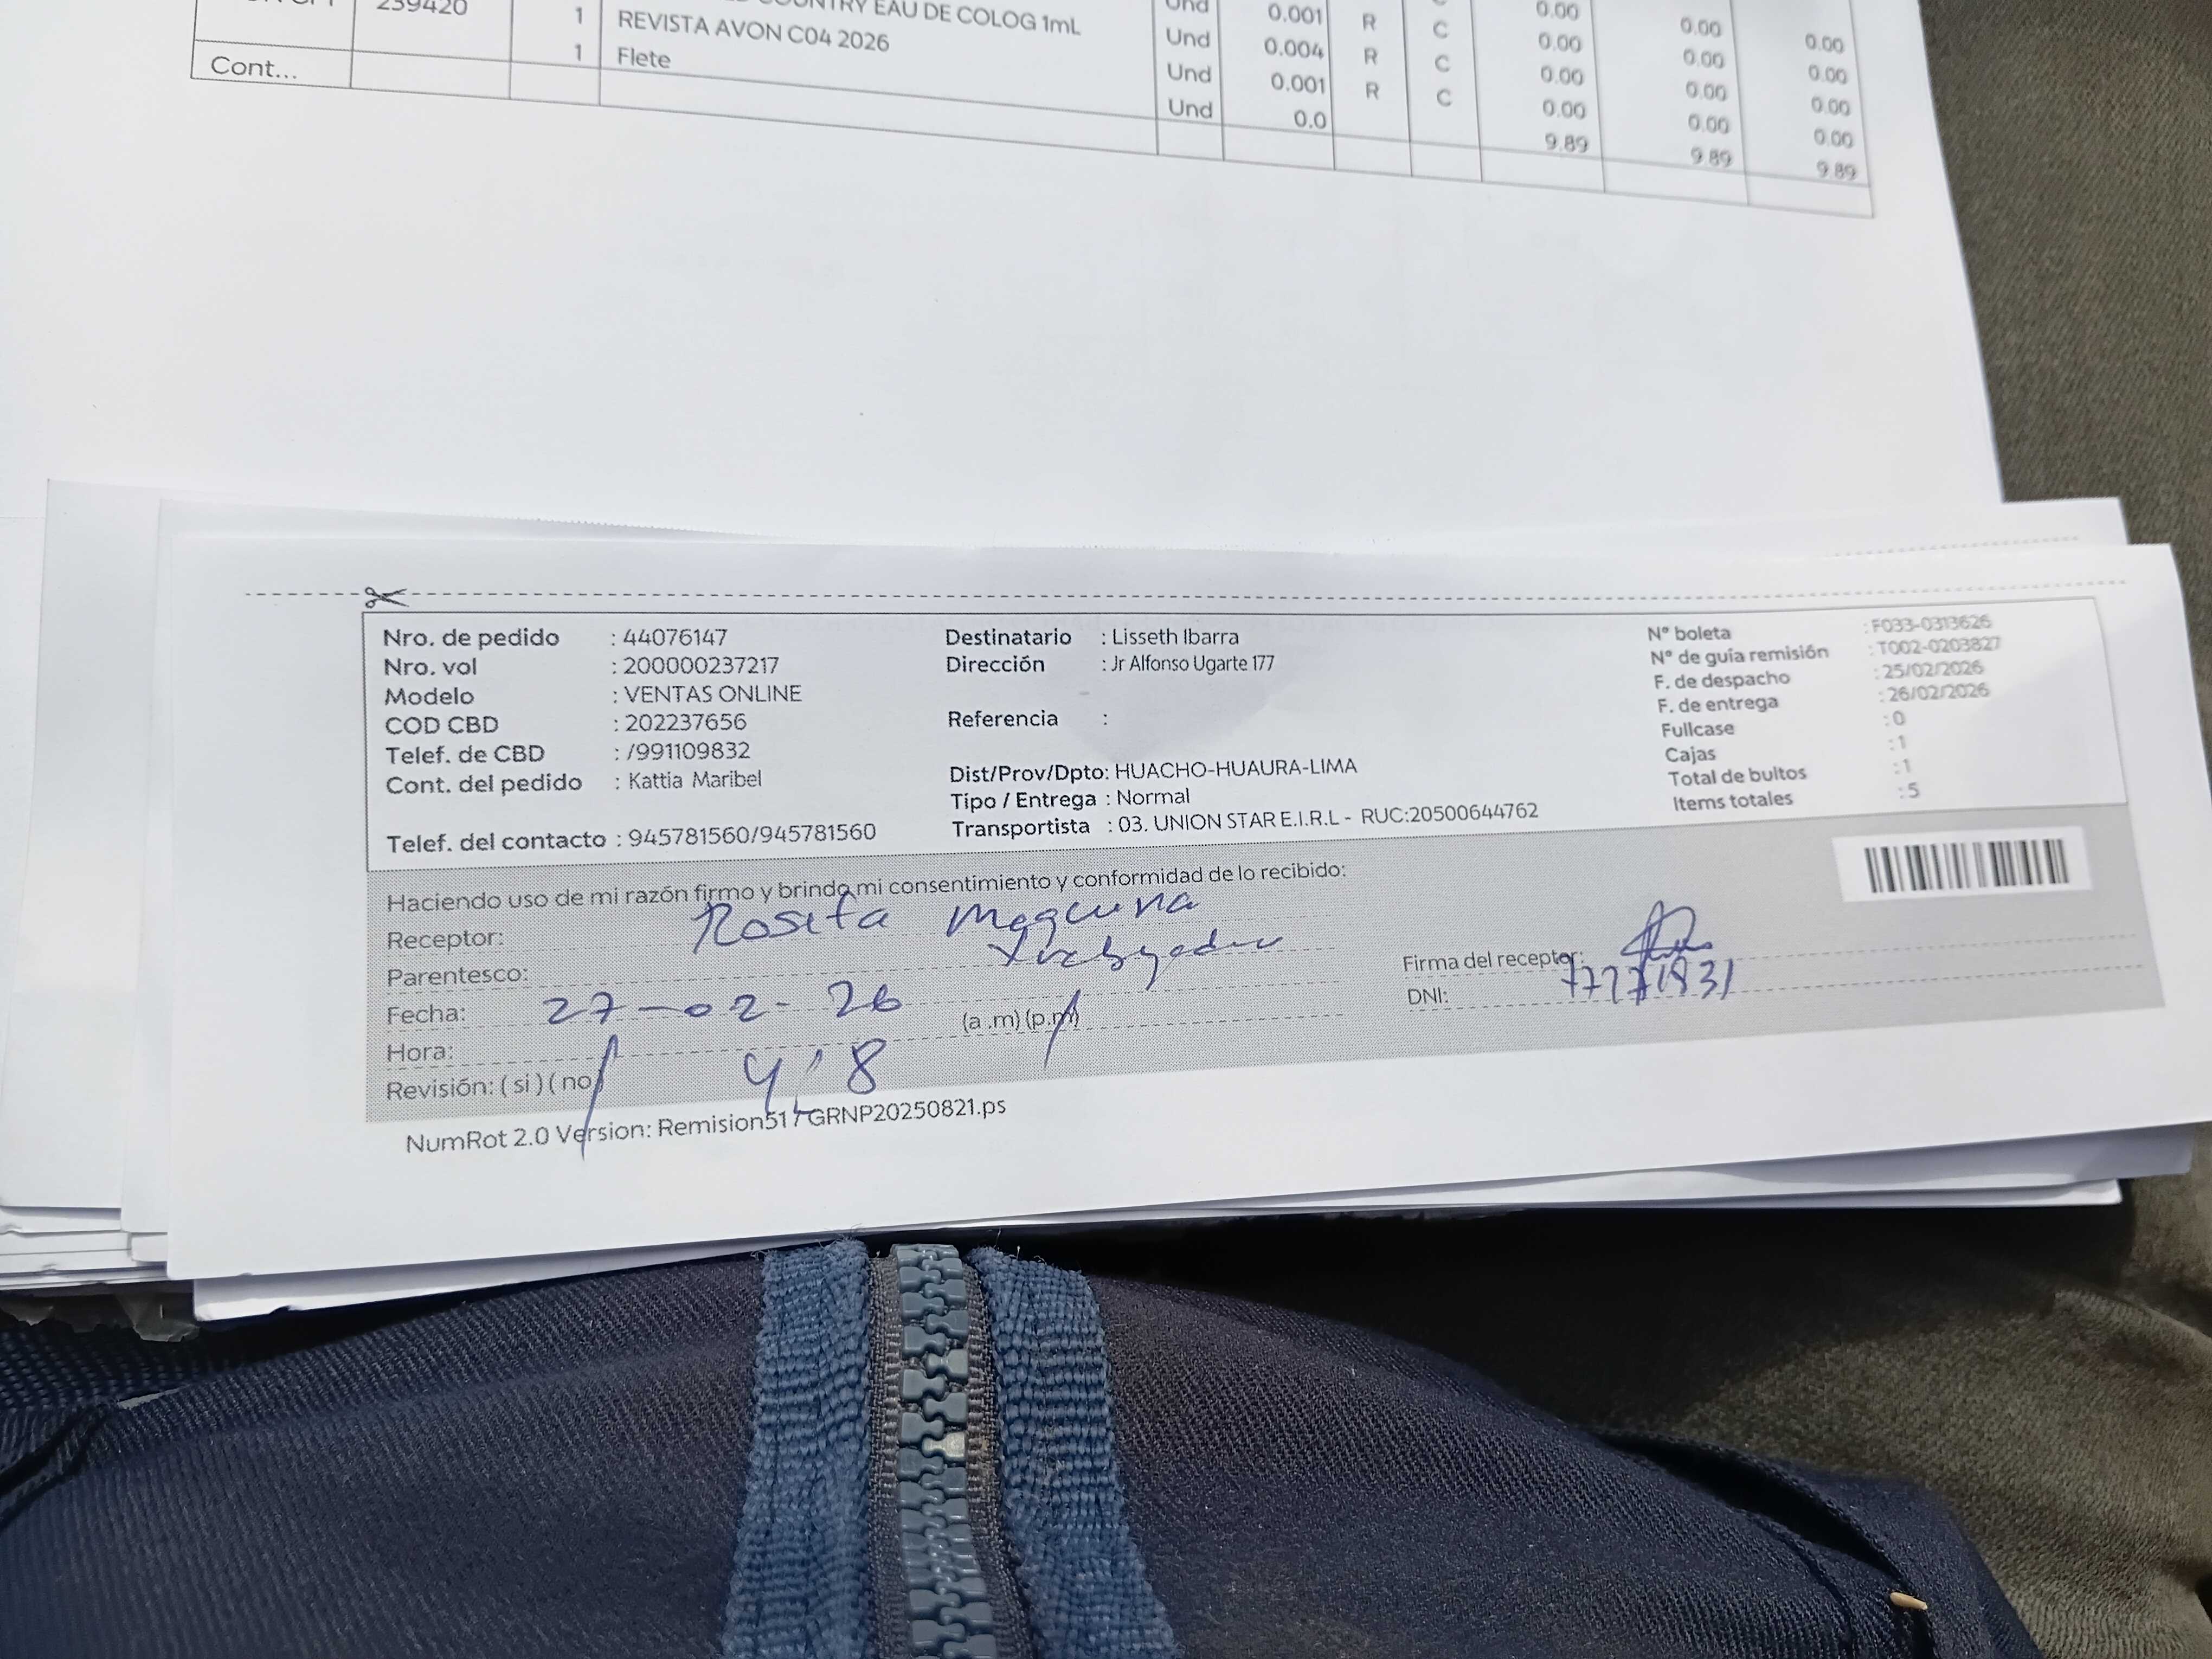 239420 1 COUNTRY EAU DE COLOG 1mL Und 0.001 R C 0.00 0.00 0.00
1 REVISTA AVON C04 2026 Und 0.004 R C 0.00 0.00 0.00
1 Flete Und 0.001 R C 0.00 0.00 0.00
Und 0.0 0.00 0.00 0.00
9.89 9.89 9.89
Cont...
Nro. de pedido : 44076147
Nro. vol : 200000237217
Modelo : VENTAS ONLINE
COD CBD : 202237656
Telef. de CBD : /991109832
Cont. del pedido : Kattia Maribel
Telef. del contacto : 945781560/945781560
Destinatario : Lisseth Ibarra
Dirección : Jr Alfonso Ugarte 177
Referencia :
Dist/Prov/Dpto: HUACHO-HUAURA-LIMA
Tipo / Entrega : Normal
Transportista : 03. UNION STAR E.I.R.L - RUC:20500644762
N° boleta : F033-0313626
N° de guía remisión : T002-0203827
F. de despacho : 25/02/2026
F. de entrega : 26/02/2026
Fullcase : 0
Cajas : 1
Total de bultos : 1
Items totales : 5
Haciendo uso de mi razón firmo y brindo mi consentimiento y conformidad de lo recibido:
Receptor: Rosita
Parentesco:
Fecha: 27-02-26
Hora: (a .m) (p.m)
Revisión: ( si ) ( no )
Firma del receptor:
DNI:
NumRot 2.0 Version: Remision517GRNP20250821.ps